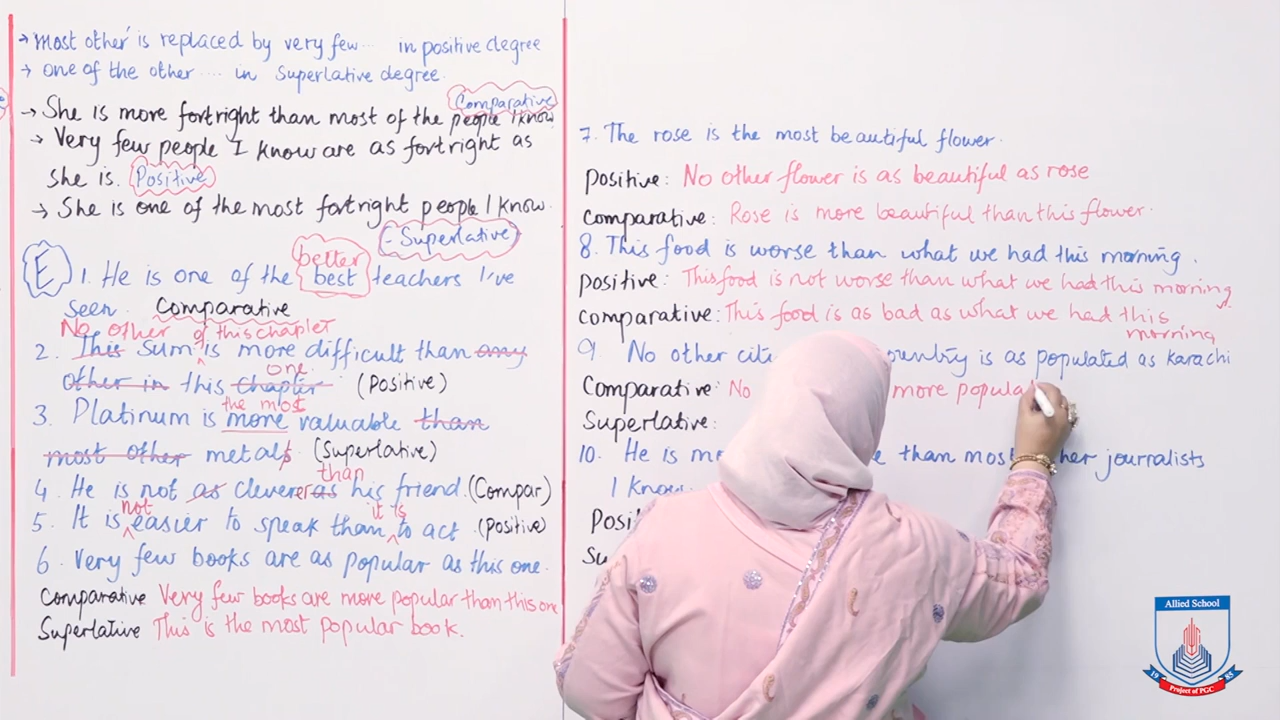 → 'most other' is replaced by very few ... in positive degree
→ one of the other .... in superlative degree.
Comparative
→ She is more fortright than most of the people I know
→ Very few people I know are as fortright as
she is. Positive
→ She is one of the most fortright people I know.
- Superlative
better
E 1. He is one of the best teachers I've
seen. Comparative
No other of this chapter
2. This sum is more difficult than any
one
other in this chapter (Positive)
the most
3. Platinum is more valuable than
most other metals (Superlative)
than
4. He is not as cleverer as his friend. (Compar)
not it is
5. It is easier to speak than to act (positive)
6. Very few books are as popular as this one.
Comparative Very few books are more popular than this one
Superlative This is the most popular book.
7. The rose is the most beautiful flower.
Positive: No other flower is as beautiful as rose
Comparative: Rose is more beautiful than this flower.
8. This food is worse than what we had this morning.
Positive: This food is not worse than what we had this morning.
Comparative: This food is as bad as what we had this
morning
9. No other country is as populated as karachi
Comparative: No more popula
Superlative:
10. He is than most journalists
I know.
Allied School
19 85
Project of PGC